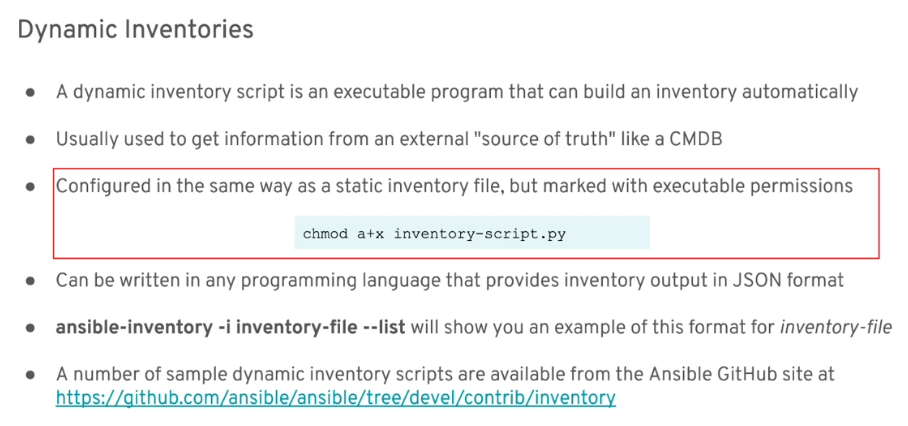 Dynamic Inventories
● A dynamic inventory script is an executable program that can build an inventory automatically
● Usually used to get information from an external "source of truth" like a CMDB
● Configured in the same way as a static inventory file, but marked with executable permissions
chmod a+x inventory-script.py
● Can be written in any programming language that provides inventory output in JSON format
● ansible-inventory -i inventory-file --list will show you an example of this format for inventory-file
● A number of sample dynamic inventory scripts are available from the Ansible GitHub site at
https://github.com/ansible/ansible/tree/devel/contrib/inventory